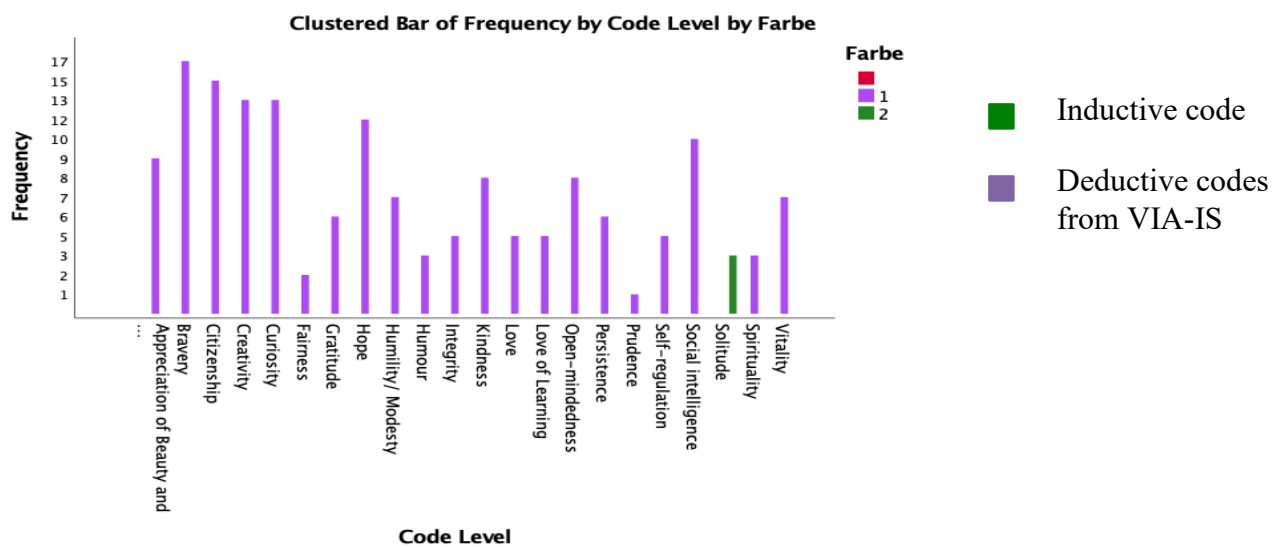 Clustered Bar of Frequency by Code Level by Farbe
Frequency
17
15
13
12
10
9
8
7
6
5
3
2
1
...
Appreciation of Beauty and
Bravery
Citizenship
Creativity
Curiosity
Fairness
Gratitude
Hope
Humility/ Modesty
Humour
Integrity
Kindness
Love
Love of Learning
Open-mindedness
Persistence
Prudence
Self-regulation
Social intelligence
Solitude
Spirituality
Vitality
Code Level
Farbe
1
2
Inductive code
Deductive codes
from VIA-IS